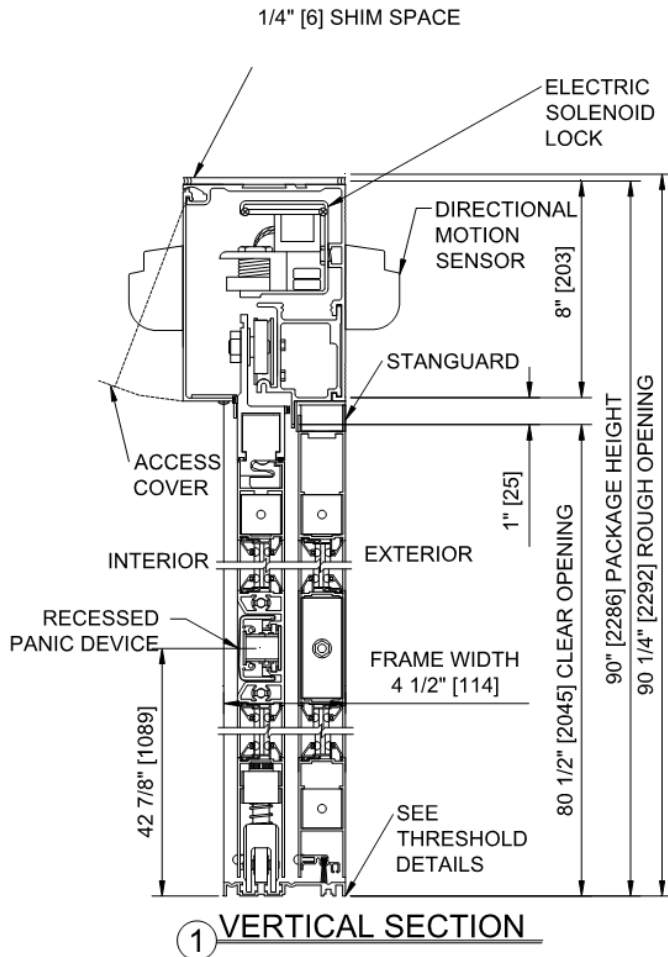 1/4" [6] SHIM SPACE
ELECTRIC
SOLENOID
LOCK
DIRECTIONAL
MOTION
SENSOR
8" [203]
STANGUARD
ACCESS
COVER
1" [25]
INTERIOR
EXTERIOR
RECESSED
PANIC DEVICE
FRAME WIDTH
4 1/2" [114]
42 7/8" [1089]
80 1/2" [2045] CLEAR OPENING
90" [2286] PACKAGE HEIGHT
90 1/4" [2292] ROUGH OPENING
SEE
THRESHOLD
DETAILS
1 VERTICAL SECTION